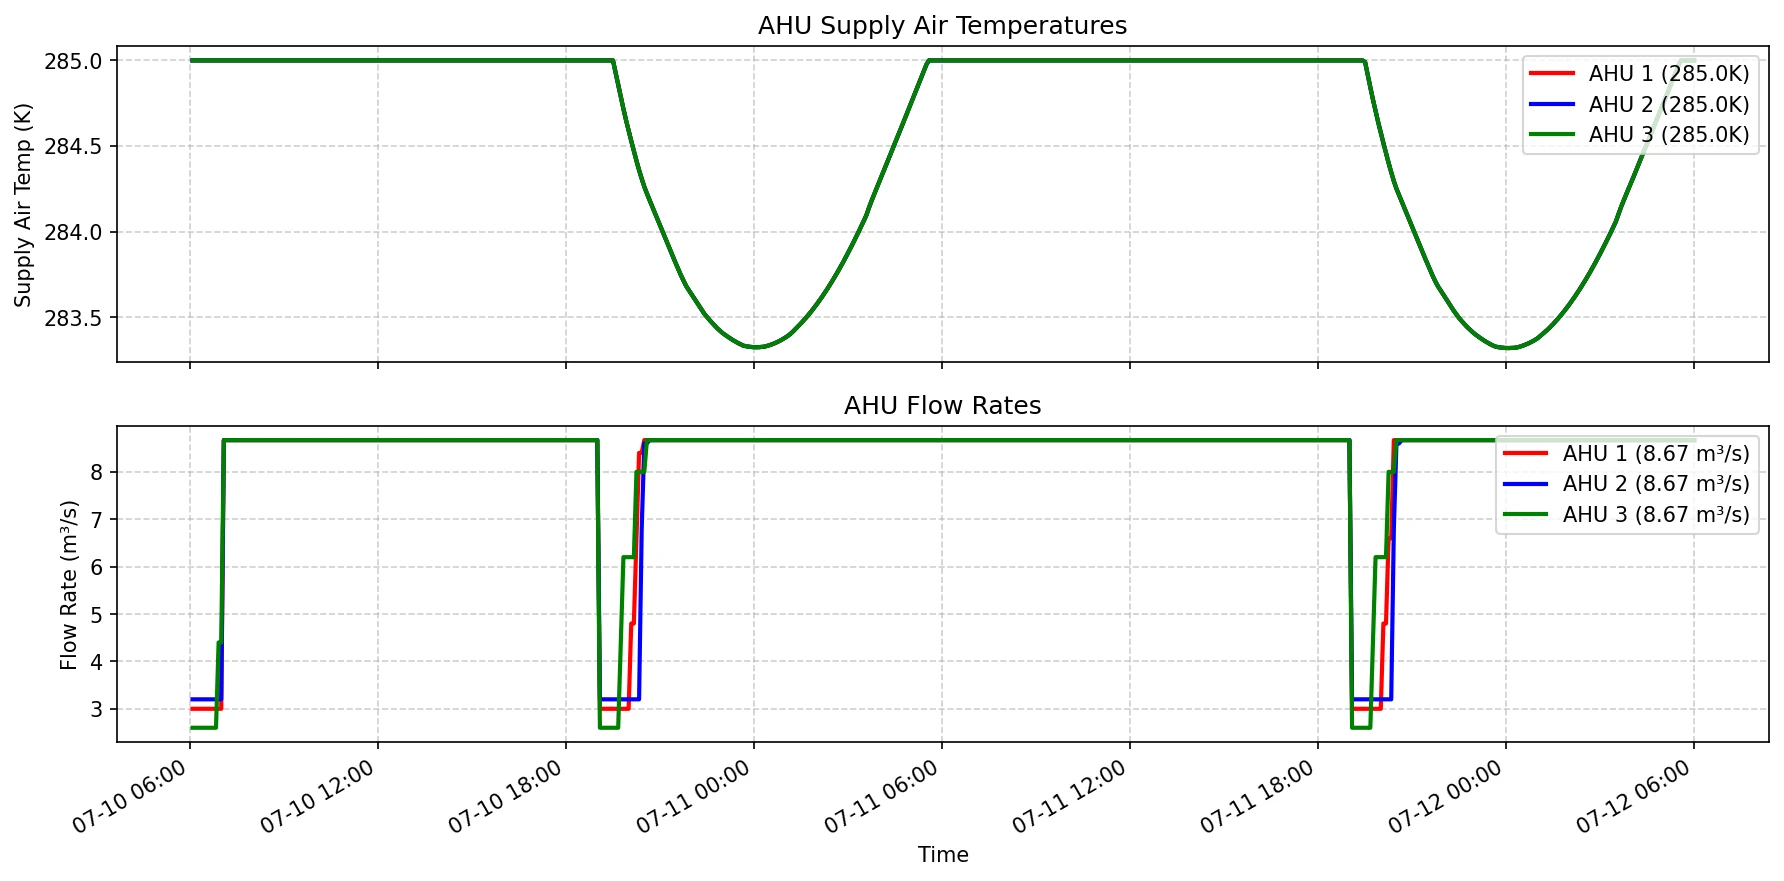 AHU Supply Air Temperatures
Supply Air Temp (K)
285.0
284.5
284.0
283.5
AHU 1 (285.0K)
AHU 2 (285.0K)
AHU 3 (285.0K)
AHU Flow Rates
Flow Rate (m³/s)
8
7
6
5
4
3
AHU 1 (8.67 m³/s)
AHU 2 (8.67 m³/s)
AHU 3 (8.67 m³/s)
07-10 06:00
07-10 12:00
07-10 18:00
07-11 00:00
07-11 06:00
07-11 12:00
07-11 18:00
07-12 00:00
07-12 06:00
Time